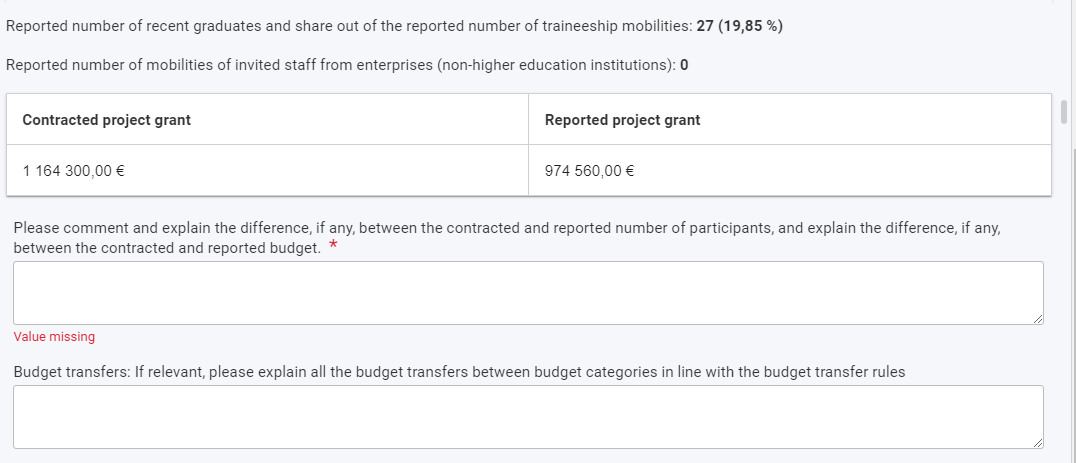 Reported number of recent graduates and share out of the reported number of traineeship mobilities: 27 (19,85 %)
Reported number of mobilities of invited staff from enterprises (non-higher education institutions): 0
Contracted project grant
Reported project grant
1 164 300,00 €
974 560,00 €
Please comment and explain the difference, if any, between the contracted and reported number of participants, and explain the difference, if any,
between the contracted and reported budget. *
Value missing
Budget transfers: If relevant, please explain all the budget transfers between budget categories in line with the budget transfer rules